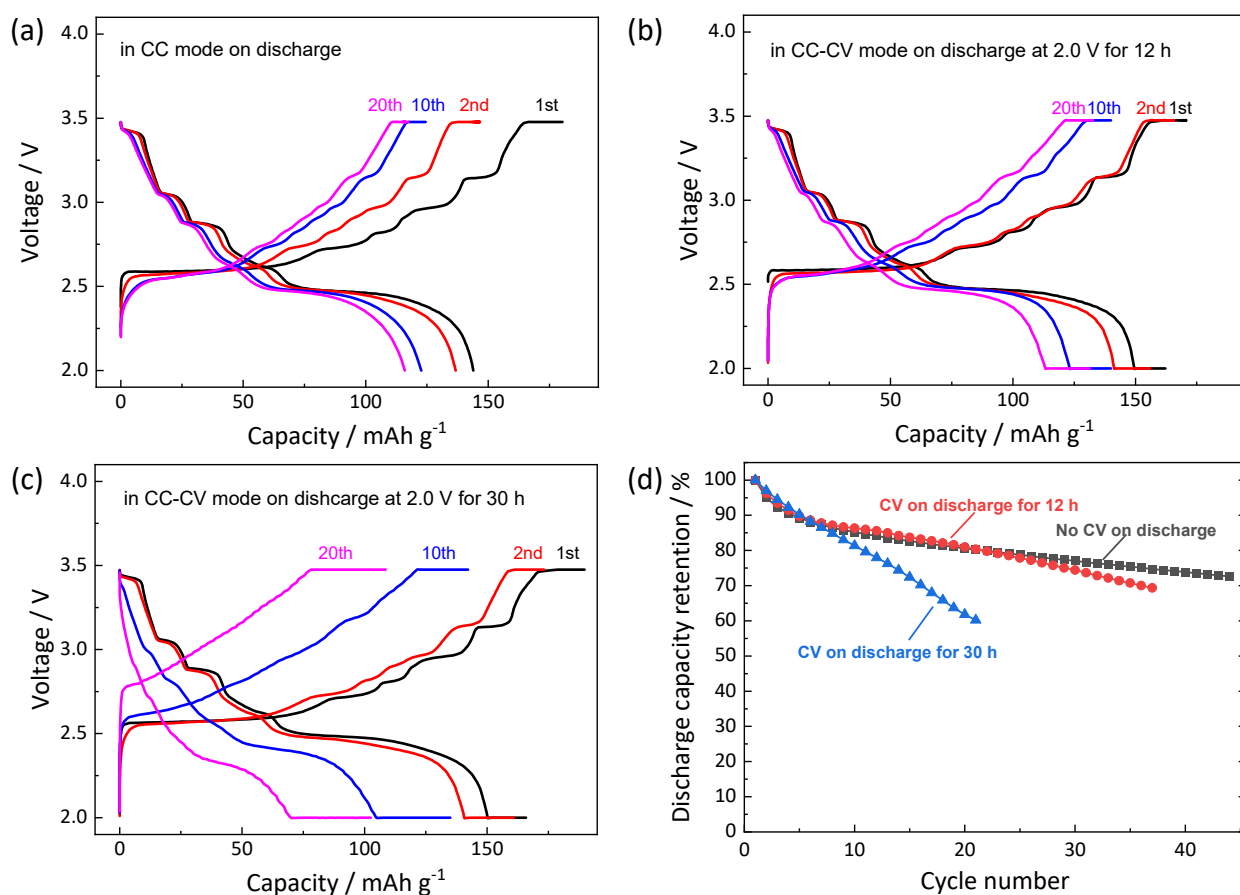 (a)
in CC mode on discharge
20th 10th 2nd 1st
4.0
3.5
3.0
2.5
2.0
Voltage / V
0 50 100 150
Capacity / mAh g-1
(b)
in CC-CV mode on discharge at 2.0 V for 12 h
20th 10th 2nd 1st
4.0
3.5
3.0
2.5
2.0
Voltage / V
0 50 100 150
Capacity / mAh g-1
(c)
in CC-CV mode on dishcarge at 2.0 V for 30 h
20th 10th 2nd 1st
4.0
3.5
3.0
2.5
2.0
Voltage / V
0 50 100 150
Capacity / mAh g-1
(d)
CV on discharge for 12 h
No CV on discharge
CV on discharge for 30 h
100
90
80
70
60
50
40
30
20
10
0
Discharge capacity retention / %
10 20 30 40
Cycle number